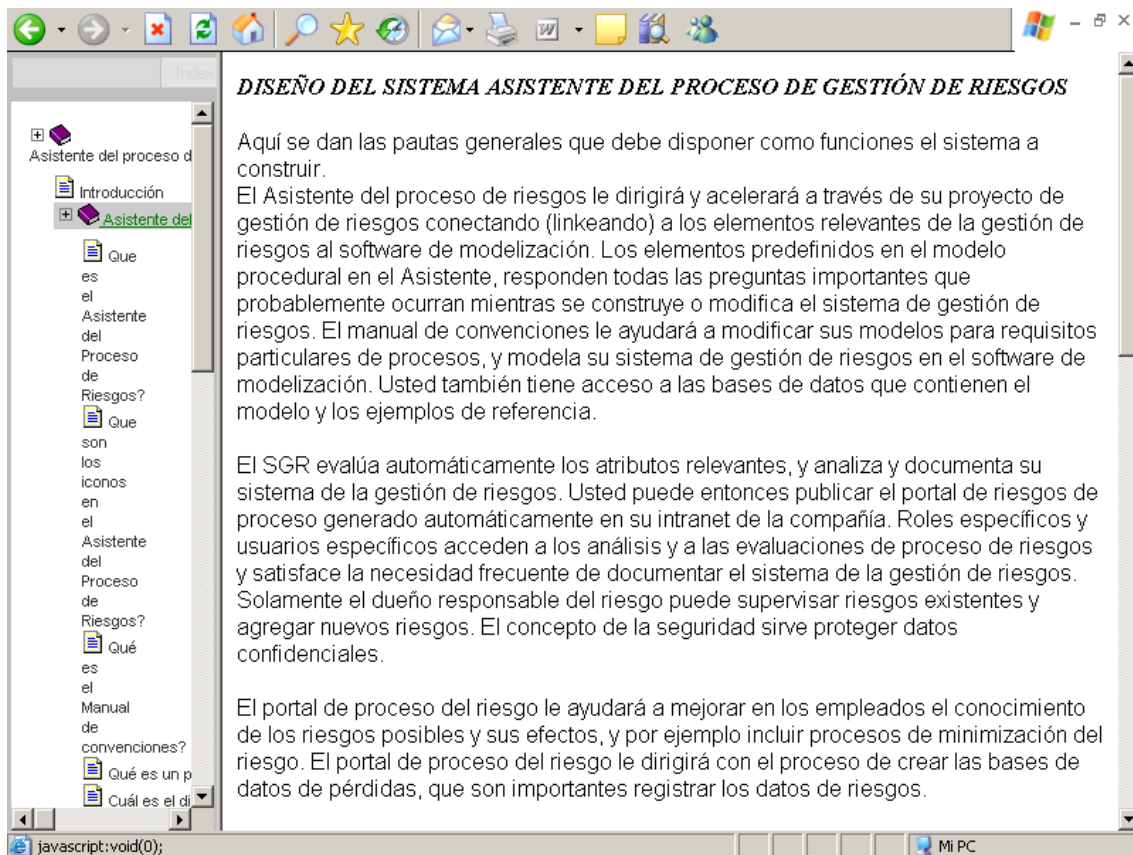 Index
Asistente del proceso d
Introducción
Asistente del
Que
es
el
Asistente
del
Proceso
de
Riesgos?
Que
son
los
iconos
en
el
Asistente
del
Proceso
de
Riesgos?
Qué
es
el
Manual
de
convenciones?
Qué es un p
Cuál es el di
DISEÑO DEL SISTEMA ASISTENTE DEL PROCESO DE GESTIÓN DE RIESGOS
Aquí se dan las pautas generales que debe disponer como funciones el sistema a
construir.
El Asistente del proceso de riesgos le dirigirá y acelerará a través de su proyecto de
gestión de riesgos conectando (linkeando) a los elementos relevantes de la gestión de
riesgos al software de modelización. Los elementos predefinidos en el modelo
procedural en el Asistente, responden todas las preguntas importantes que
probablemente ocurran mientras se construye o modifica el sistema de gestión de
riesgos. El manual de convenciones le ayudará a modificar sus modelos para requisitos
particulares de procesos, y modela su sistema de gestión de riesgos en el software de
modelización. Usted también tiene acceso a las bases de datos que contienen el
modelo y los ejemplos de referencia.
El SGR evalúa automáticamente los atributos relevantes, y analiza y documenta su
sistema de la gestión de riesgos. Usted puede entonces publicar el portal de riesgos de
proceso generado automáticamente en su intranet de la compañía. Roles específicos y
usuarios específicos acceden a los análisis y a las evaluaciones de proceso de riesgos
y satisface la necesidad frecuente de documentar el sistema de la gestión de riesgos.
Solamente el dueño responsable del riesgo puede supervisar riesgos existentes y
agregar nuevos riesgos. El concepto de la seguridad sirve proteger datos
confidenciales.
El portal de proceso del riesgo le ayudará a mejorar en los empleados el conocimiento
de los riesgos posibles y sus efectos, y por ejemplo incluir procesos de minimización del
riesgo. El portal de proceso del riesgo le dirigirá con el proceso de crear las bases de
datos de pérdidas, que son importantes registrar los datos de riesgos.
javascript:void(0);
Mi PC